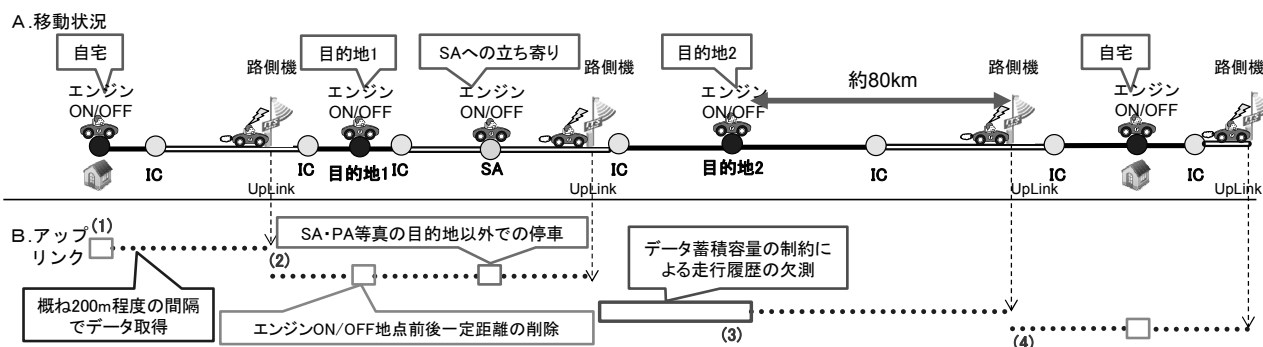 A.移動状況
自宅
目的地1
SAへの立ち寄り
目的地2
自宅
路側機
路側機
路側機
路側機
エンジン
ON/OFF
エンジン
ON/OFF
エンジン
ON/OFF
エンジン
ON/OFF
エンジン
ON/OFF
約80km
IC
IC
目的地1
IC
SA
IC
目的地2
IC
IC
IC
UpLink
UpLink
UpLink
UpLink
B.アップ
リンク
(1)
(2)
(3)
(4)
SA・PA等真の目的地以外での停車
データ蓄積容量の制約に
よる走行履歴の欠測
概ね200m程度の間隔
でデータ取得
エンジンON/OFF地点前後一定距離の削除